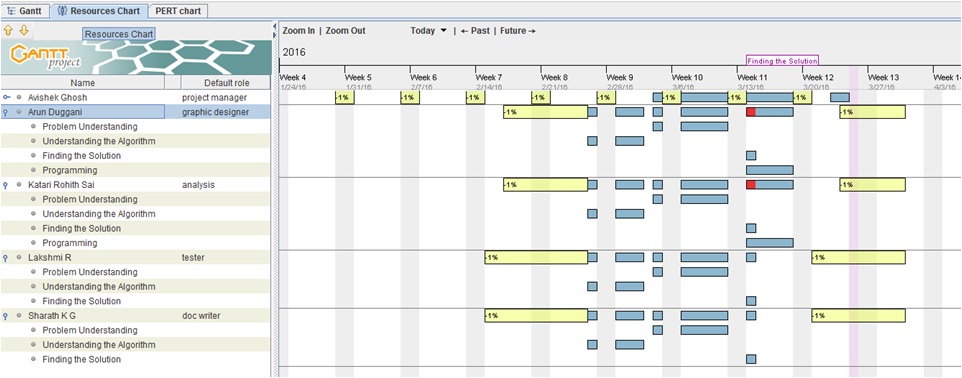 Gantt Resources Chart PERT chart
Resources Chart
Zoom In | Zoom Out Today | ← Past | Future →
2016
GANTT project
Finding the Solution
Name Default role
Week 4 Week 5 Week 6 Week 7 Week 8 Week 9 Week 10 Week 11 Week 12 Week 13 Week 14
1/24/16 1/31/16 2/7/16 2/14/16 2/21/16 2/28/16 3/6/16 3/13/16 3/20/16 3/27/16 4/3/16
Avishek Ghosh project manager -1% -1% -1% -1% -1% -1% -1% -1%
Arun Duggani graphic designer -1% -1%
Problem Understanding
Understanding the Algorithm
Finding the Solution
Programming
Katari Rohith Sai analysis -1% -1%
Problem Understanding
Understanding the Algorithm
Finding the Solution
Programming
Lakshmi R tester -1% -1%
Problem Understanding
Understanding the Algorithm
Finding the Solution
Sharath K G doc writer -1% -1%
Problem Understanding
Understanding the Algorithm
Finding the Solution